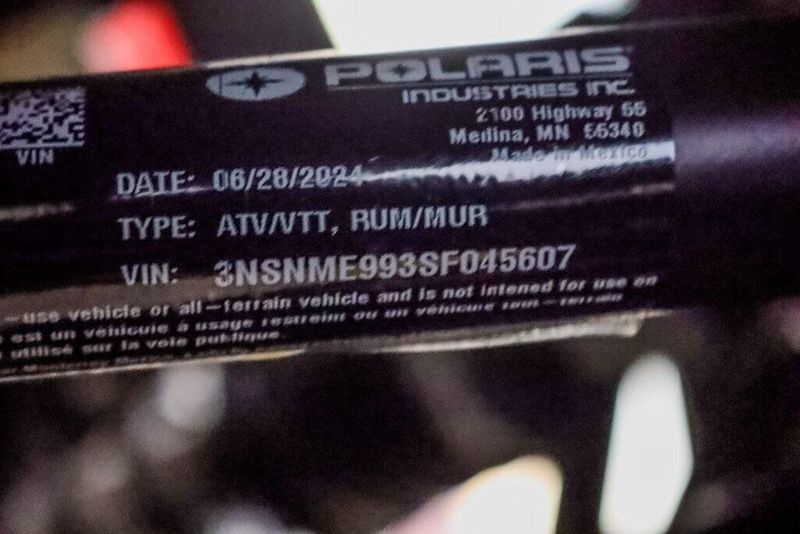 POLARIS
INDUSTRIES INC.
2100 Highway 55
Medina, MN 55340
Made in Mexico
VIN
DATE: 06/28/2024
TYPE: ATV/VTT, RUM/MUR
VIN: 3NSNME993SF045607
-use vehicle or all-terrain vehicle and is not intended for use on
est un véhicule à usage restreint ou un véhicule tout-terrain
utilisé sur la voie publique.